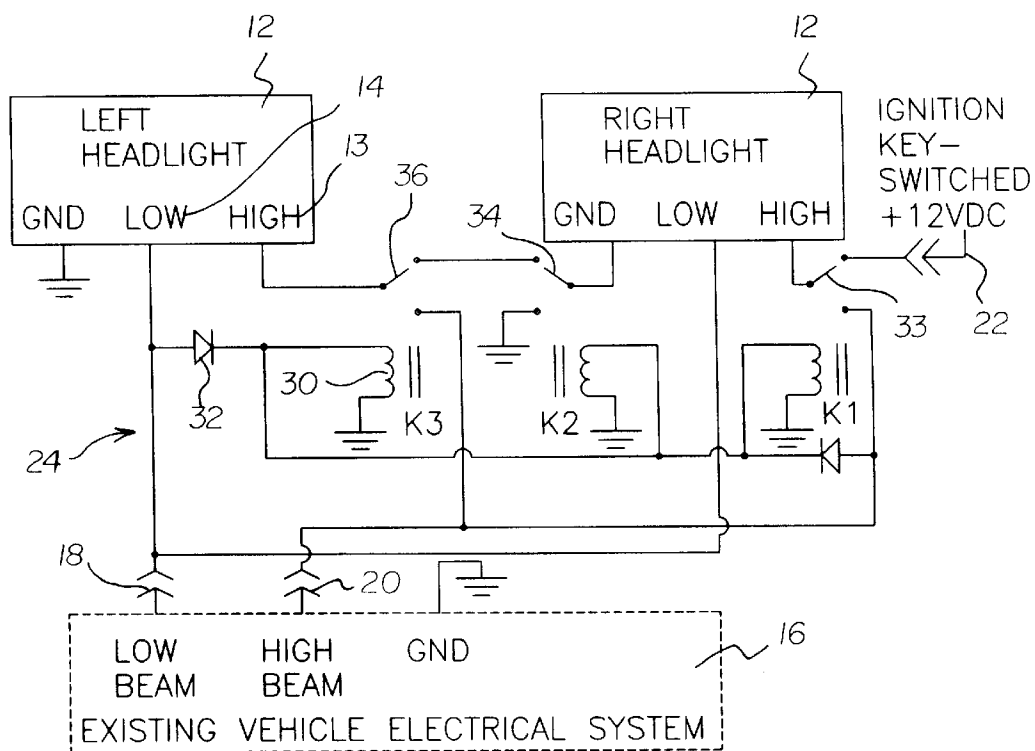 12
12
14
LEFT
HEADLIGHT
13
GND LOW HIGH
36
34
RIGHT
HEADLIGHT
GND LOW HIGH
IGNITION
KEY-
SWITCHED
+12VDC
33
22
32
30
K3
K2
K1
24
18
20
16
LOW
BEAM
HIGH
BEAM
GND
EXISTING VEHICLE ELECTRICAL SYSTEM